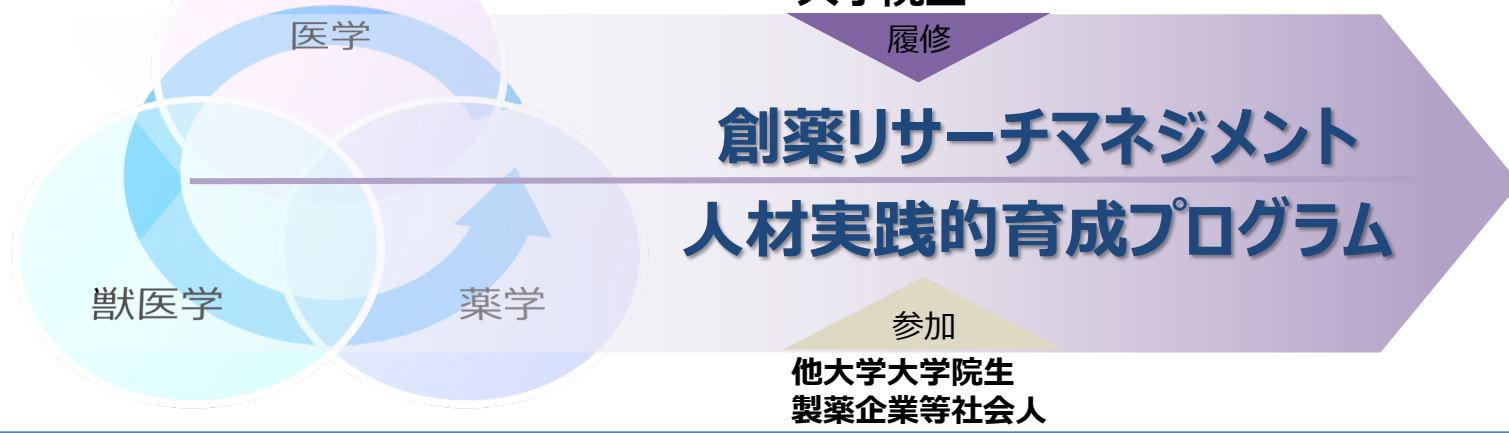 医学
履修
創薬リサーチマネジメント
人材実践的育成プログラム
獣医学
薬学
参加
他大学大学院生
製薬企業等社会人